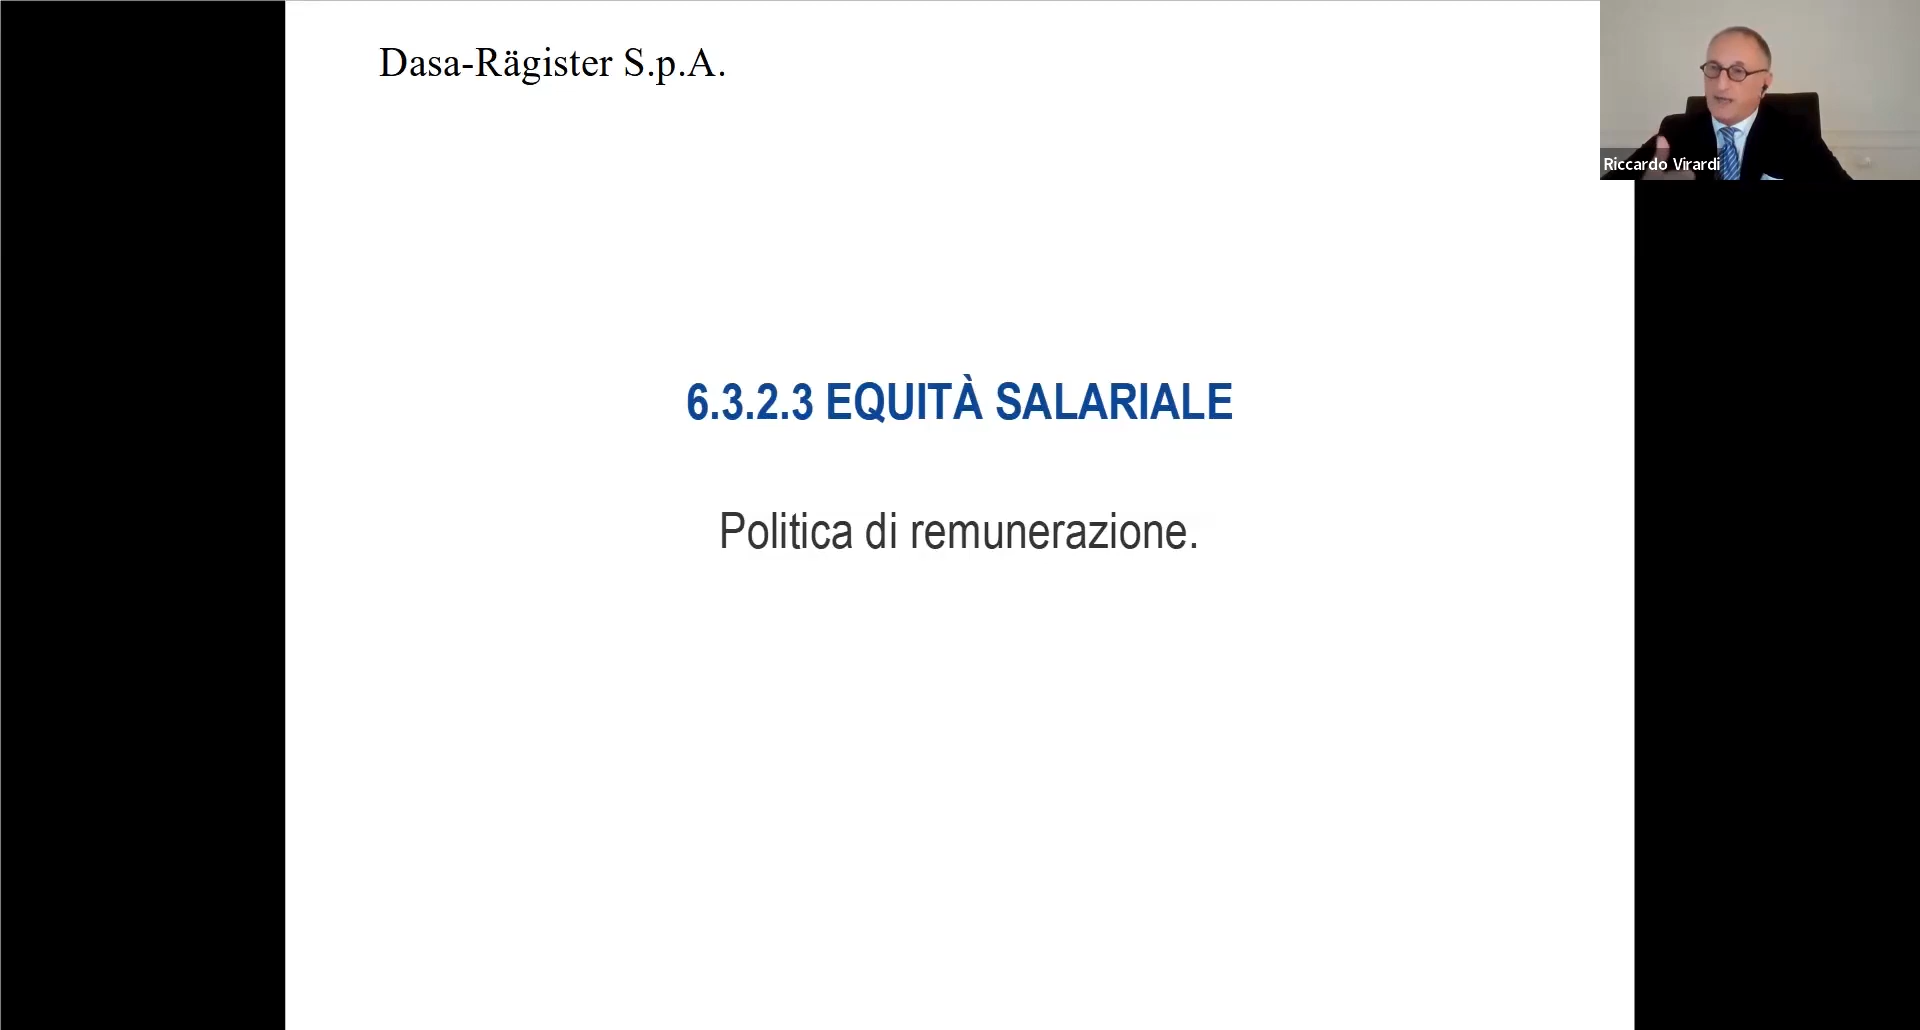 Dasa-Rägister S.p.A.
Riccardo Virardi
6.3.2.3 EQUITÀ SALARIALE
Politica di remunerazione.